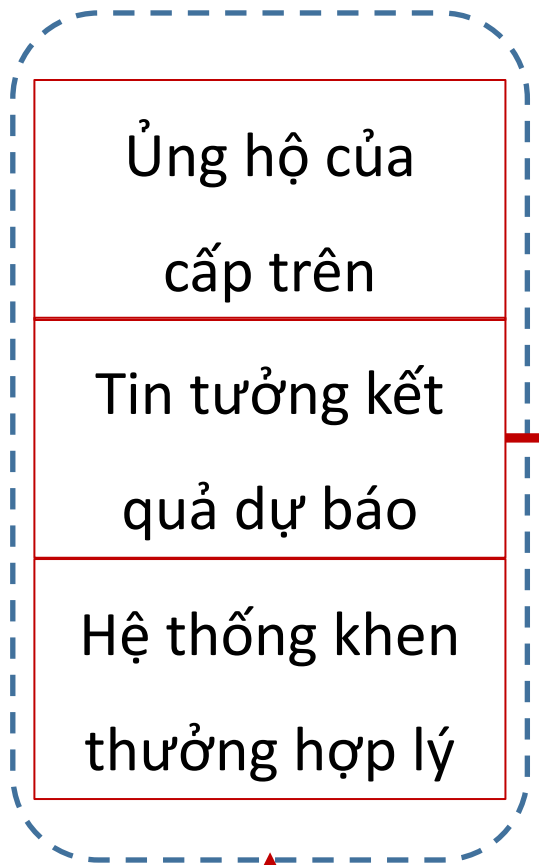 Ủng hộ của
cấp trên
Tin tưởng kết
quả dự báo
Hệ thống khen
thưởng hợp lý